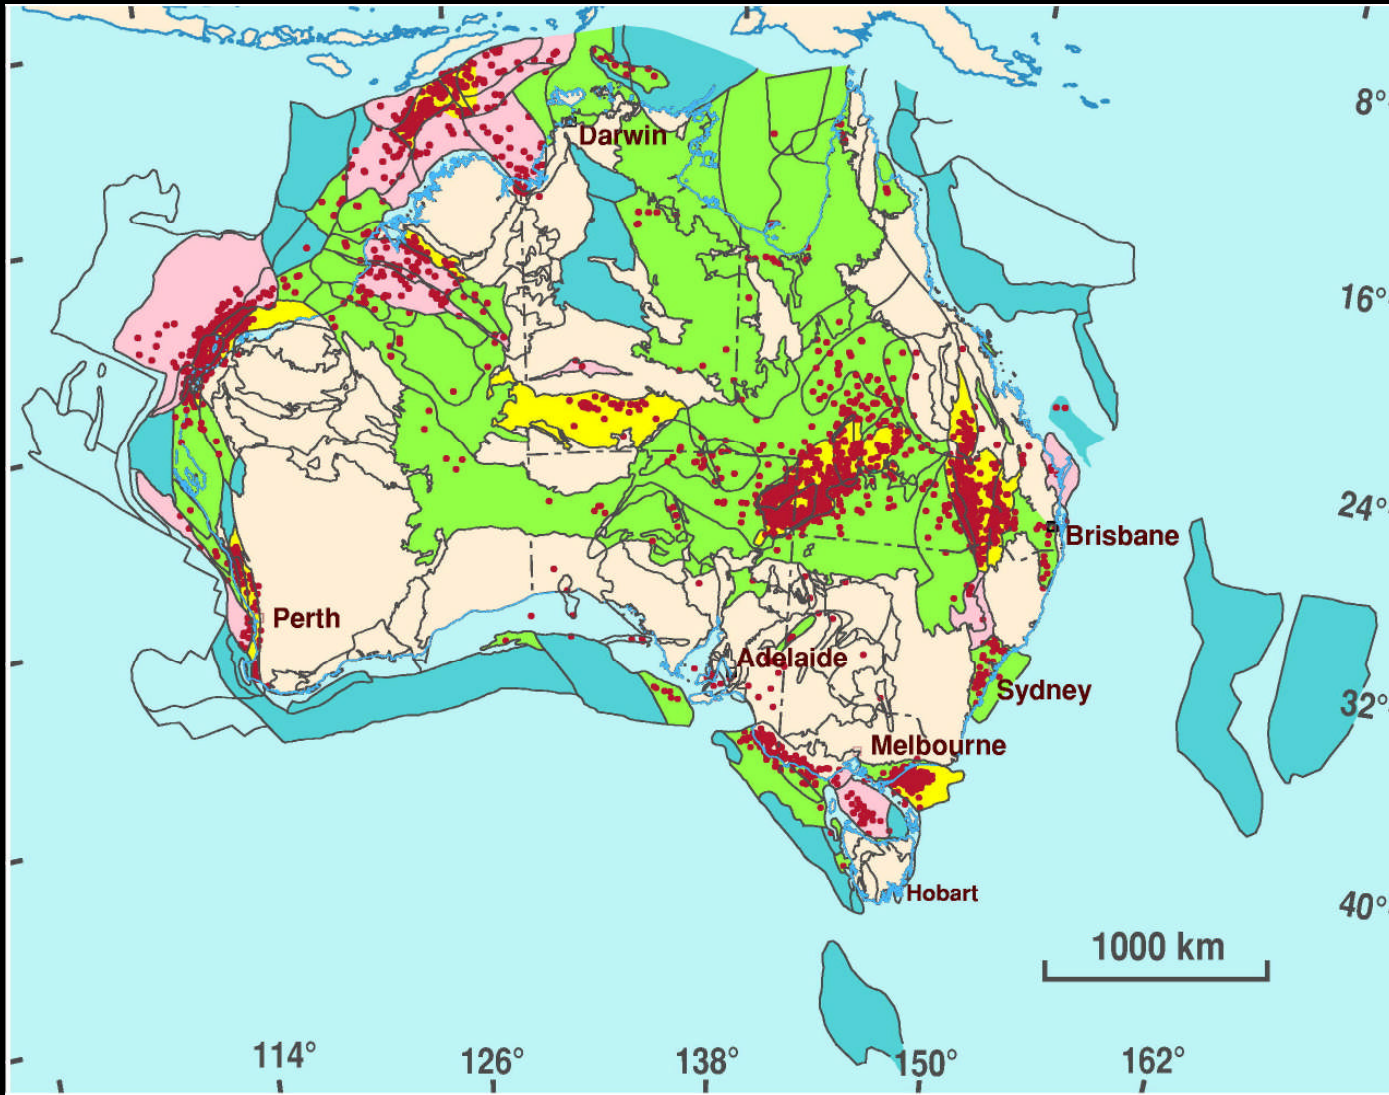 Darwin
8°
16°
24°
Brisbane
Perth
Adelaide
Sydney
32°
Melbourne
Hobart
40°
1000 km
114°
126°
138°
150°
162°